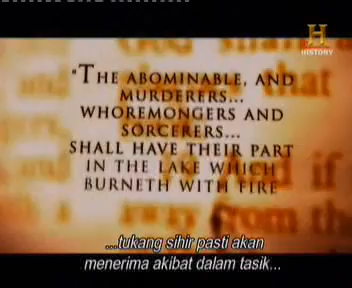 HISTORY
"THE ABOMINABLE, AND
MURDERERS...
WHOREMONGERS AND
SORCERERS...
SHALL HAVE THEIR PART
IN THE LAKE WHICH
BURNETH WITH FIRE
...tukang sihir pasti akan
menerima akibat dalam tasik...